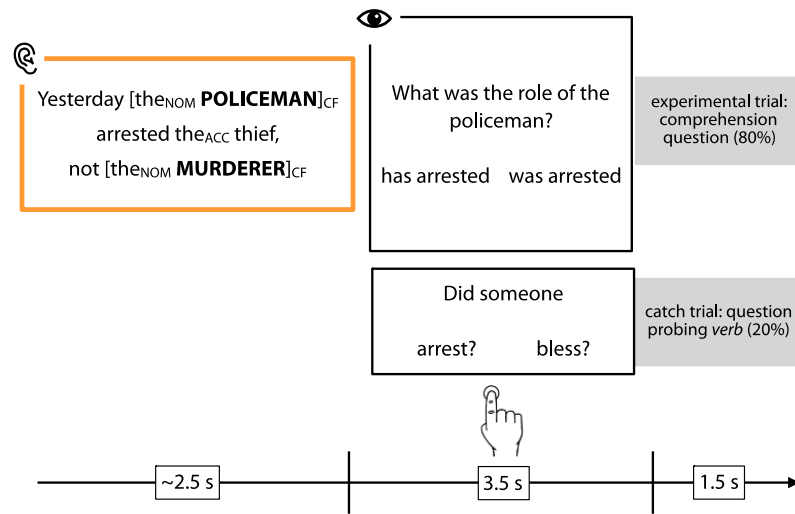 Yesterday [theNOM POLICEMAN]CF
arrested theACC thief,
not [theNOM MURDERER]CF
What was the role of the
policeman?
has arrested was arrested
experimental trial:
comprehension
question (80%)
Did someone
arrest? bless?
catch trial: question
probing verb (20%)
~2.5 s 3.5 s 1.5 s